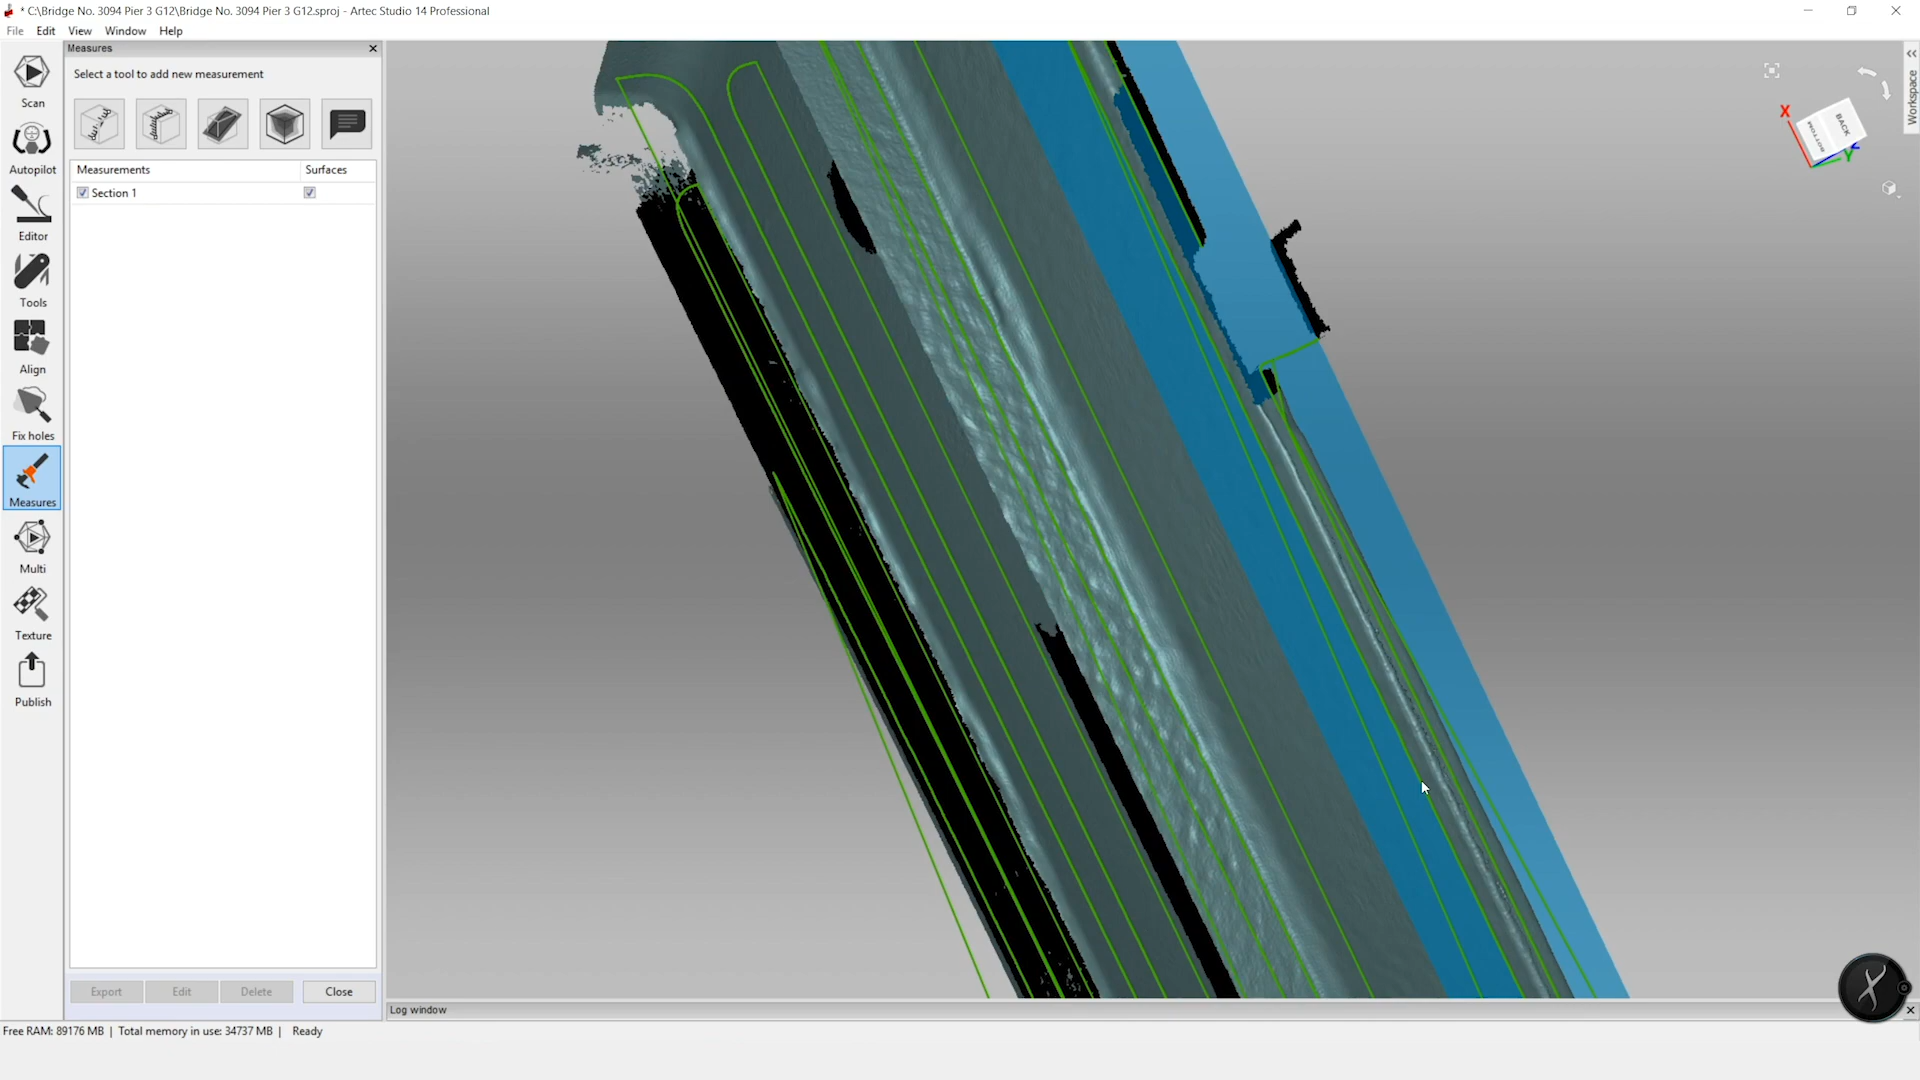 * C:\Bridge No. 3094 Pier 3 G12\Bridge No. 3094 Pier 3 G12.sproj - Artec Studio 14 Professional
File Edit View Window Help
Measures
Select a tool to add new measurement
Measurements Surfaces
Section 1
Scan
Autopilot
Editor
Tools
Align
Fix holes
Measures
Multi
Texture
Publish
Export Edit Delete Close
Log window
Free RAM: 89176 MB | Total memory in use: 34737 MB | Ready
Workspace
X
BACK
BOTTOM
Z
Y